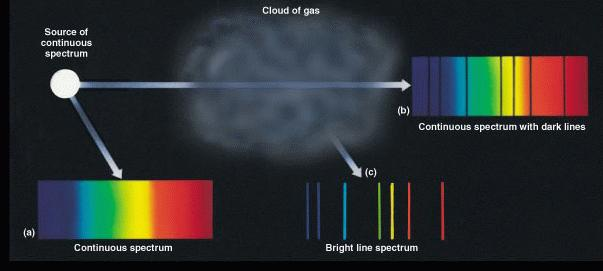 Cloud of gas
Source of
continuous
spectrum
(b)
Continuous spectrum with dark lines
(c)
(a)
Continuous spectrum
Bright line spectrum